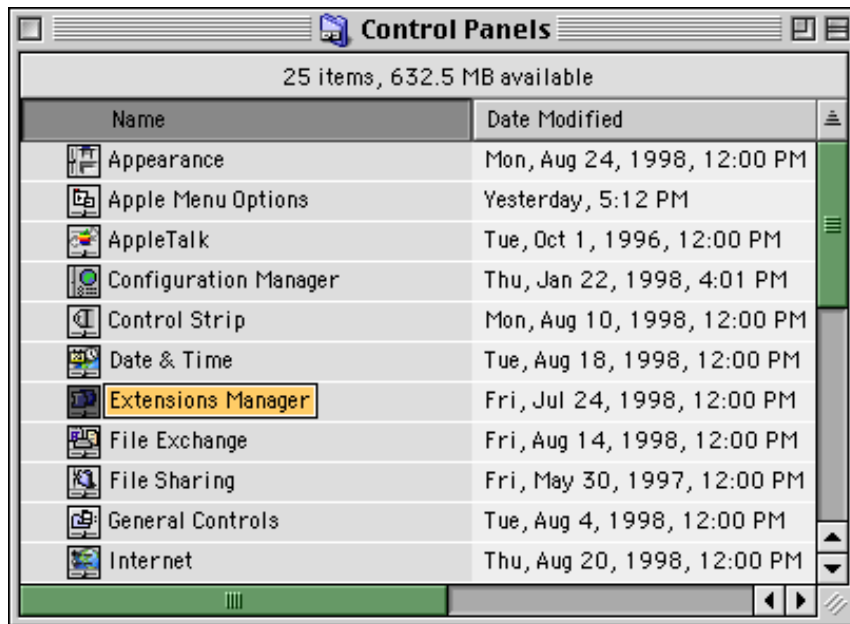 Control Panels
25 items, 632.5 MB available
Name Date Modified
Appearance Mon, Aug 24, 1998, 12:00 PM
Apple Menu Options Yesterday, 5:12 PM
AppleTalk Tue, Oct 1, 1996, 12:00 PM
Configuration Manager Thu, Jan 22, 1998, 4:01 PM
Control Strip Mon, Aug 10, 1998, 12:00 PM
Date & Time Tue, Aug 18, 1998, 12:00 PM
Extensions Manager Fri, Jul 24, 1998, 12:00 PM
File Exchange Fri, Aug 14, 1998, 12:00 PM
File Sharing Fri, May 30, 1997, 12:00 PM
General Controls Tue, Aug 4, 1998, 12:00 PM
Internet Thu, Aug 20, 1998, 12:00 PM